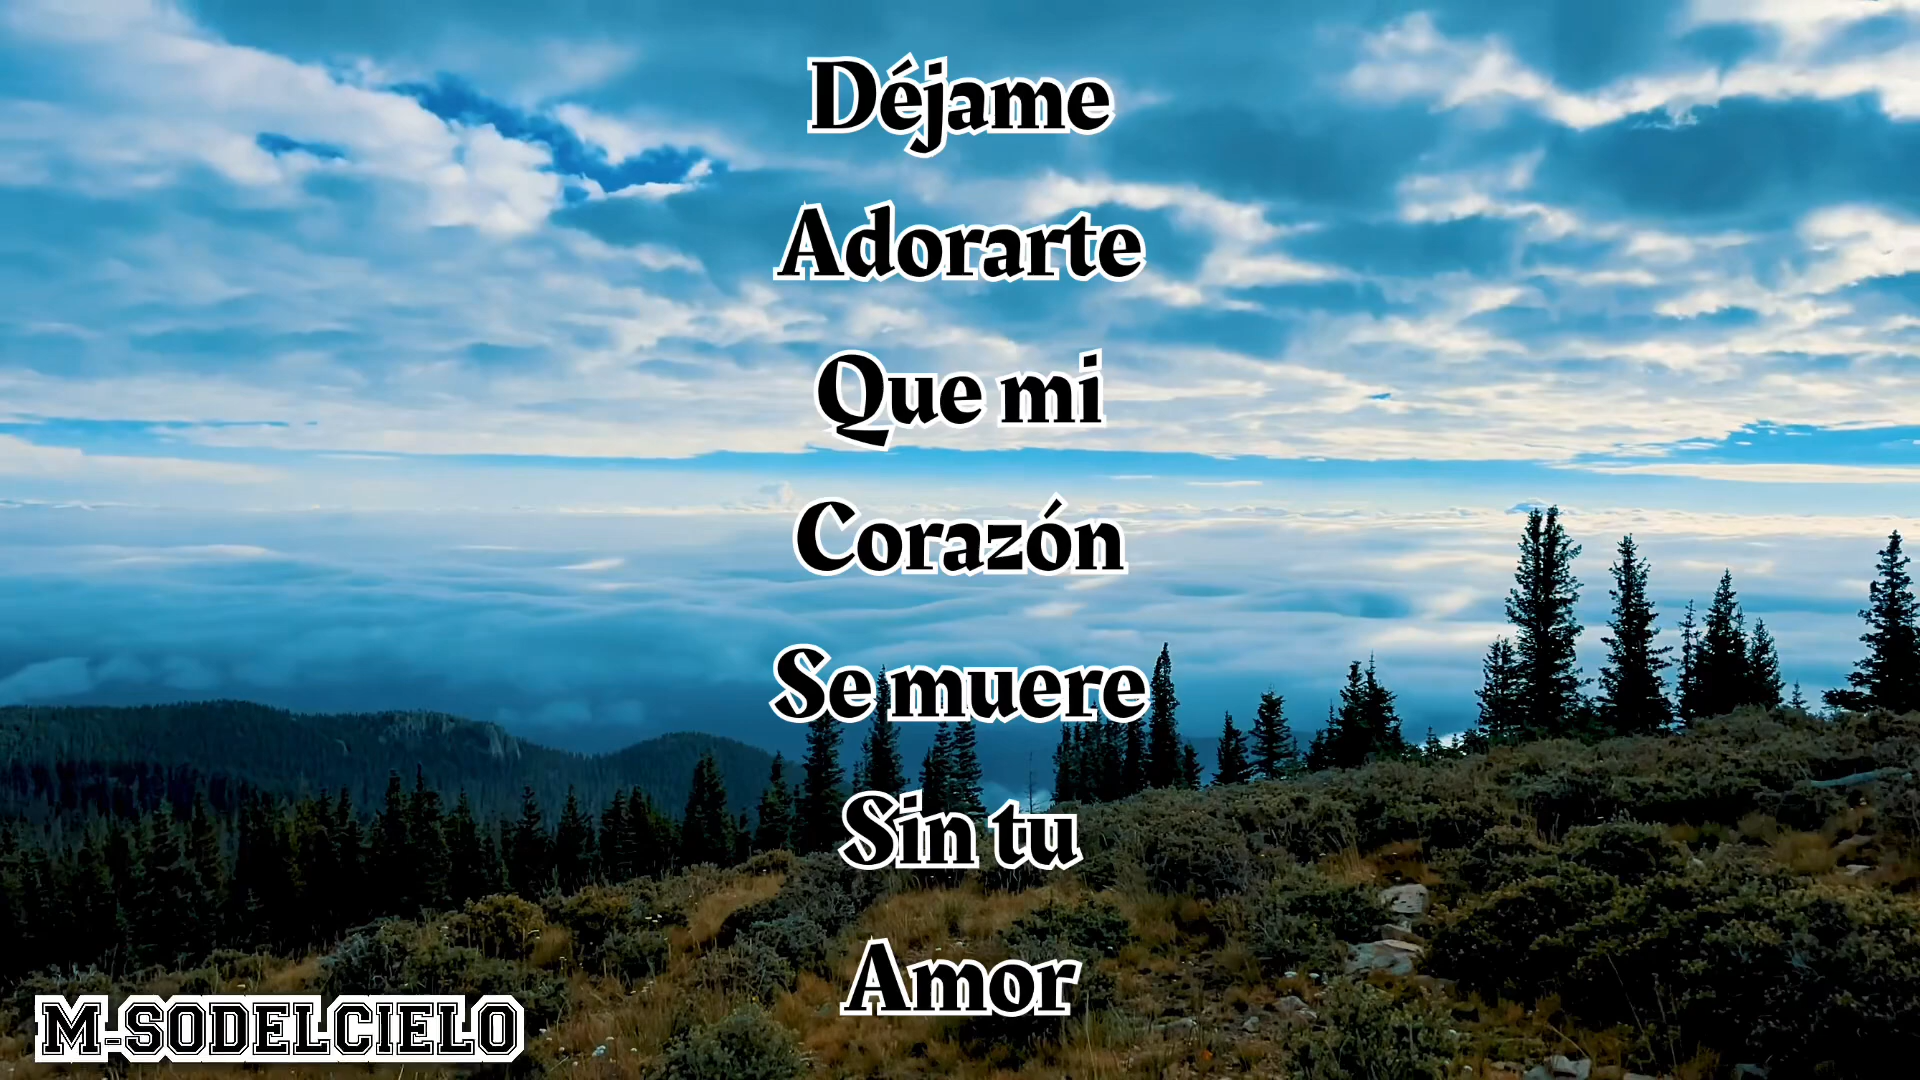 Déjame
Adorarte
Que mi
Corazón
Se muere
Sin tu
Amor
M-SODELCIELO